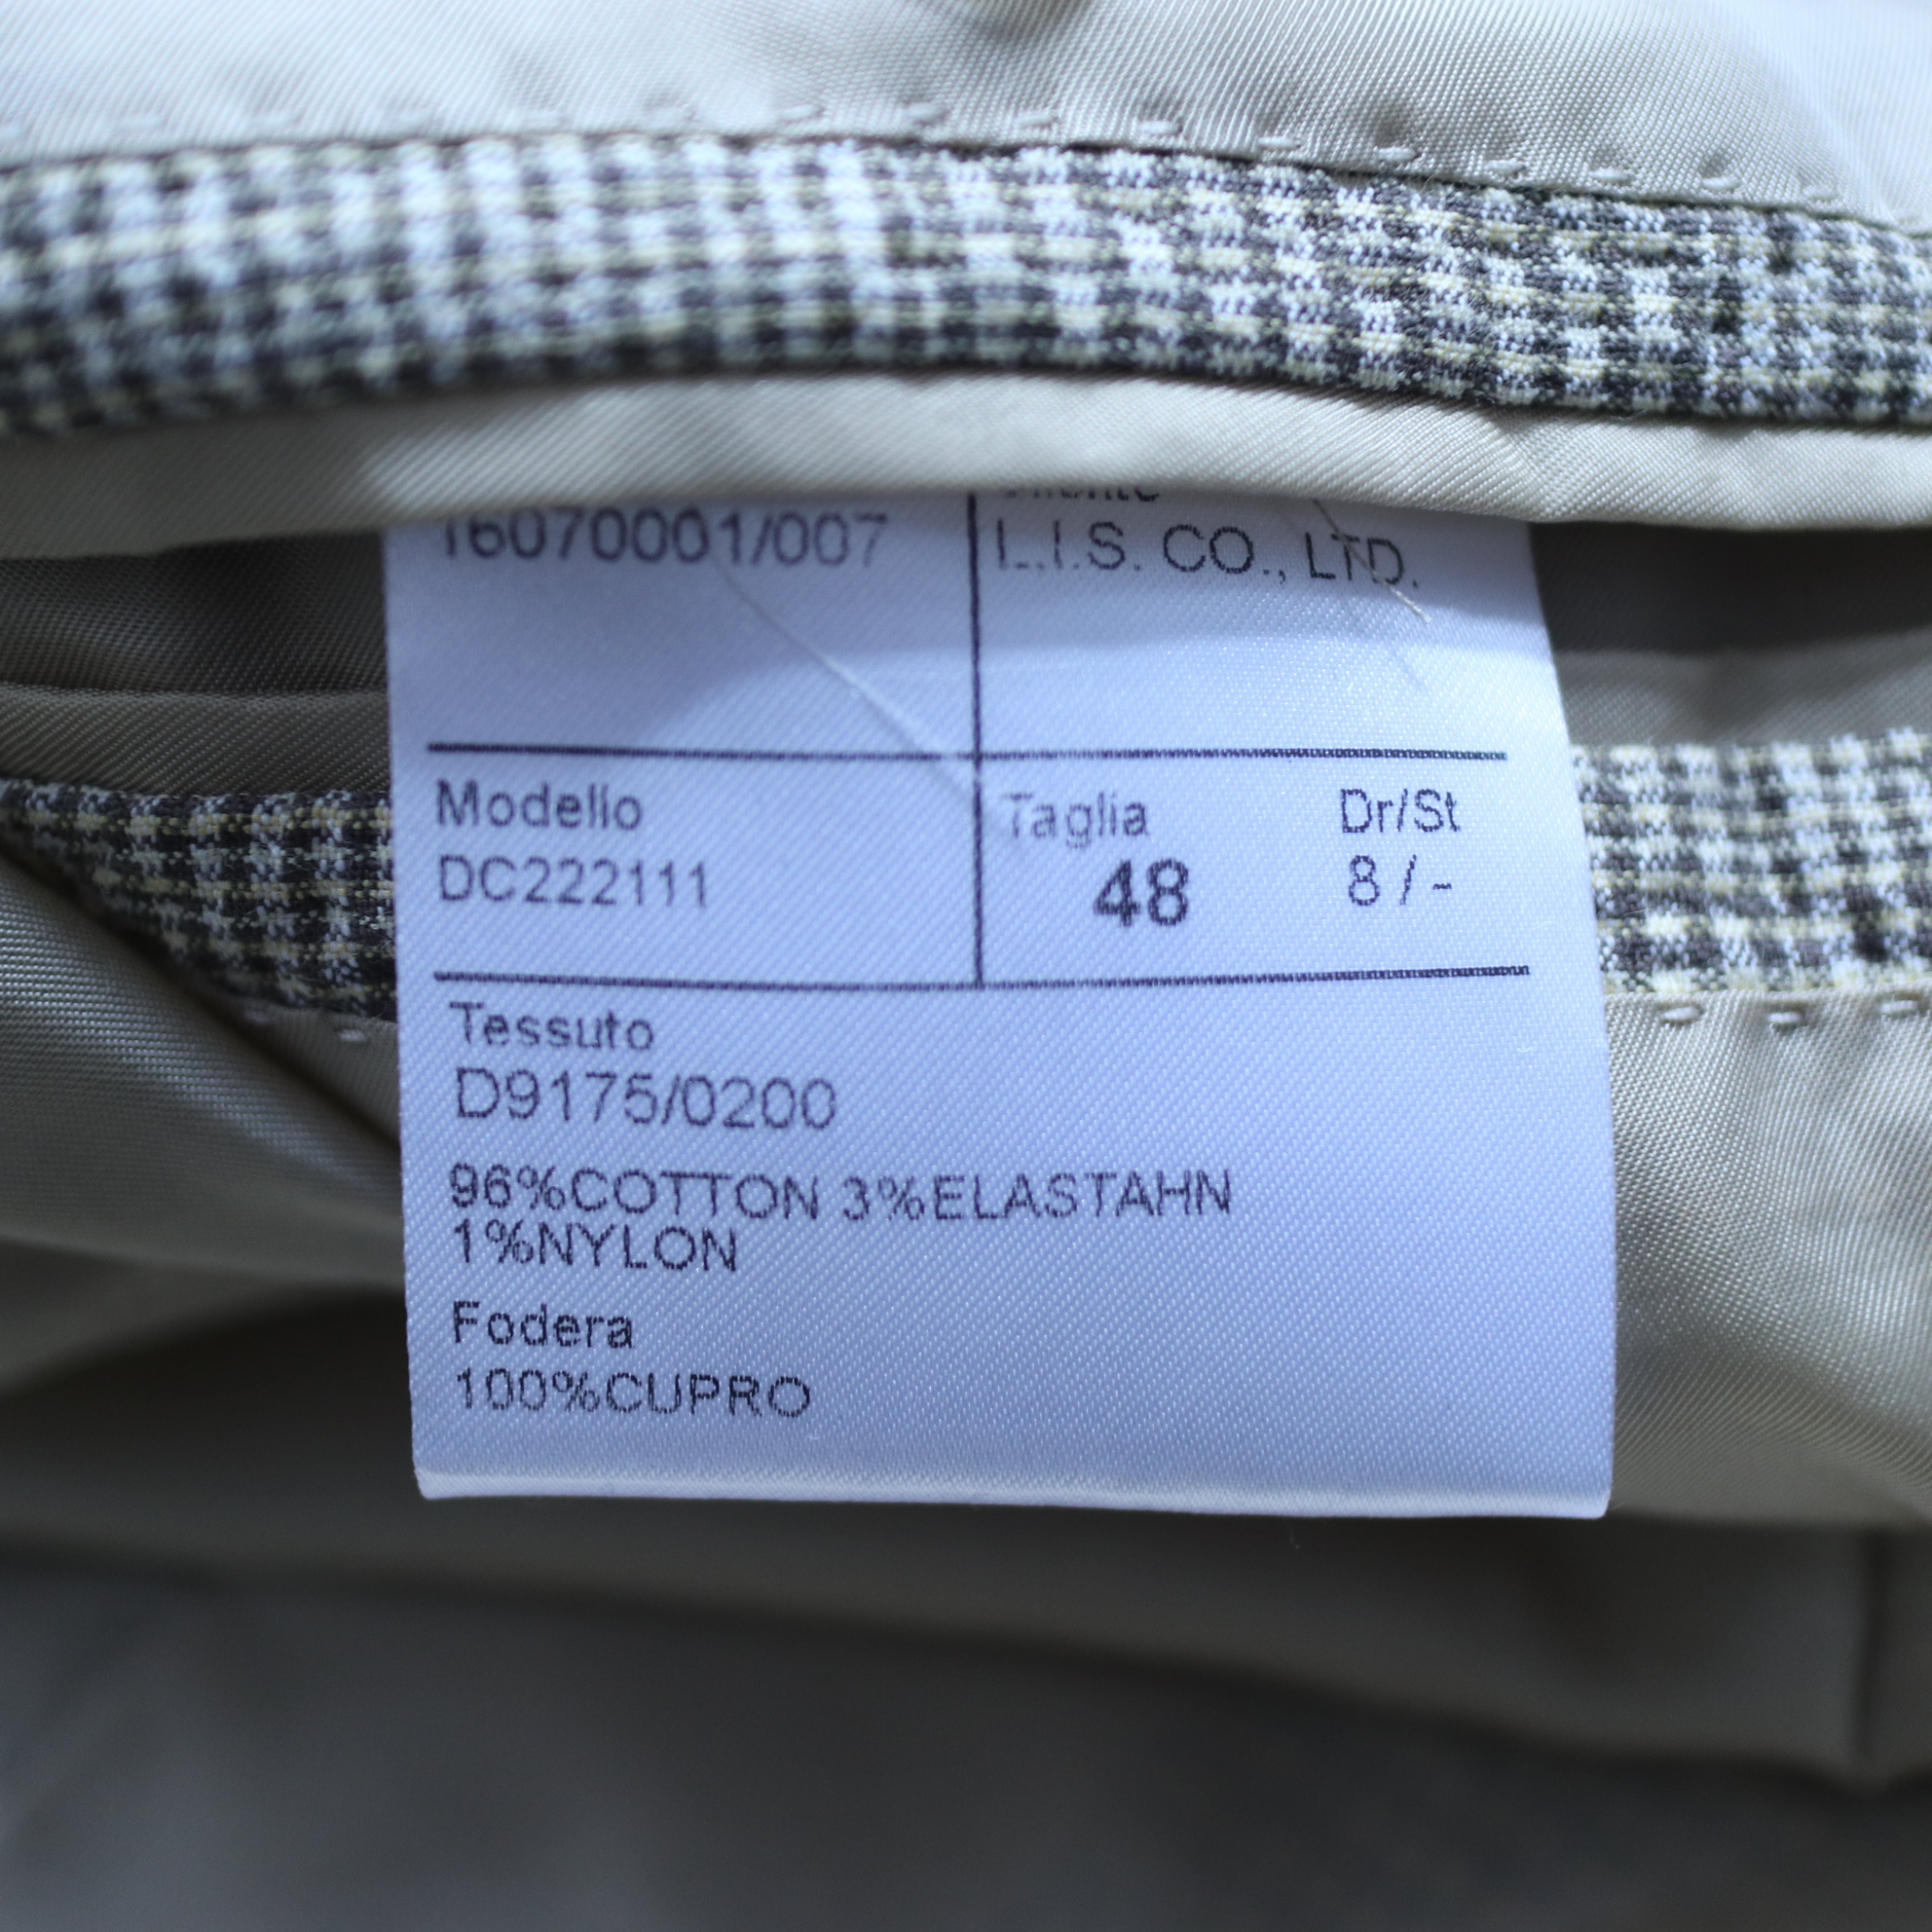 16070001/007
L.I.S. CO., LTD.
Modello
DC222111
Taglia Dr/St
48 8 / -
Tessuto
D9175/0200
96%COTTON 3%ELASTAHN
1%NYLON
Fodera
100%CUPRO